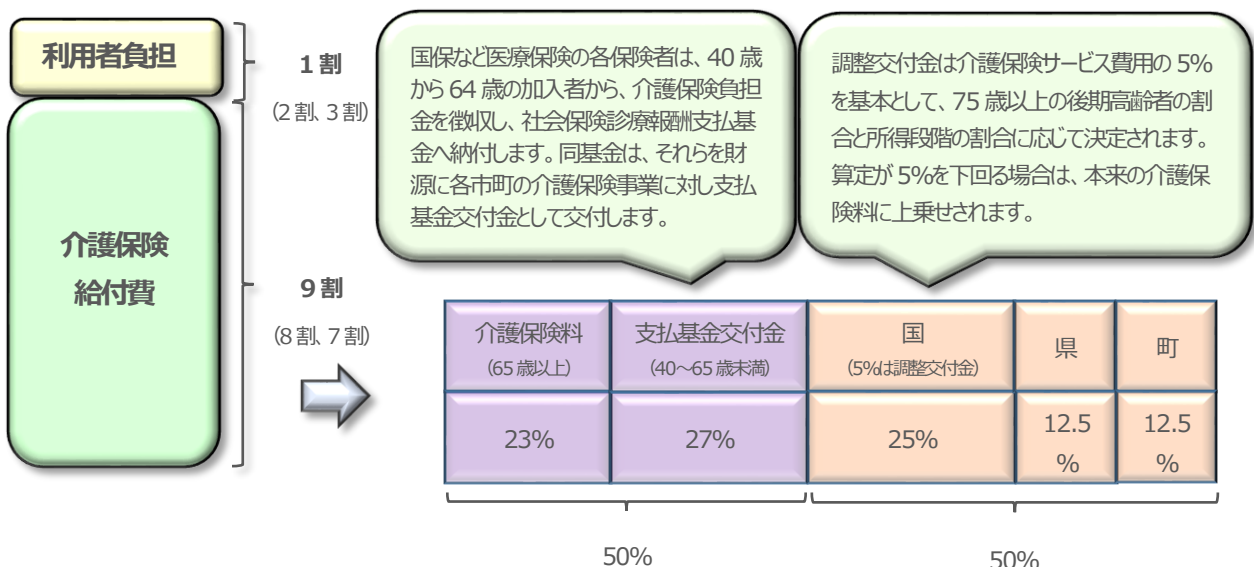 利用者負担
1割
(2割、3割)
介護保険
給付費
9割
(8割、7割)
国保など医療保険の各保険者は、40歳
から64歳の加入者から、介護保険負担
金を徴収し、社会保険診療報酬支払基
金へ納付します。同基金は、それらを財
源に各市町の介護保険事業に対し支払
基金交付金として交付します。
調整交付金は介護保険サービス費用の5%
を基本として、75歳以上の後期高齢者の割
合と所得段階の割合に応じて決定されます。
算定が5%を下回る場合は、本来の介護保
険料に上乗せされます。
介護保険料
(65歳以上)
支払基金交付金
(40～65歳未満)
国
(5%は調整交付金)
県
町
23%
27%
25%
12.5
%
12.5
%
50%
50%